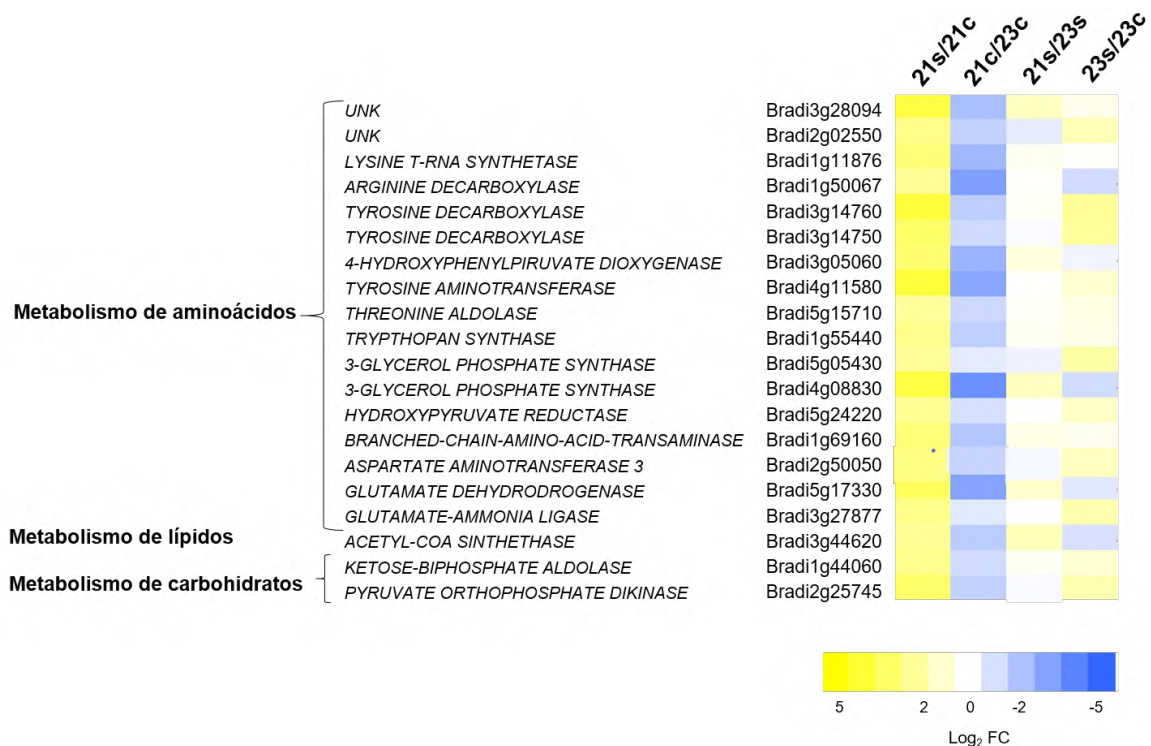 21s/21c 21c/23c 21s/23s 23s/23c
UNK Bradi3g28094
UNK Bradi2g02550
LYSINE T-RNA SYNTHETASE Bradi1g11876
ARGININE DECARBOXYLASE Bradi1g50067
TYROSINE DECARBOXYLASE Bradi3g14760
TYROSINE DECARBOXYLASE Bradi3g14750
4-HYDROXYPHENYLPIRUVATE DIOXYGENASE Bradi3g05060
TYROSINE AMINOTRANSFERASE Bradi4g11580
Metabolismo de aminoácidos THREONINE ALDOLASE Bradi5g15710
TRYPTHOPAN SYNTHASE Bradi1g55440
3-GLYCEROL PHOSPHATE SYNTHASE Bradi5g05430
3-GLYCEROL PHOSPHATE SYNTHASE Bradi4g08830
HYDROXYPYRUVATE REDUCTASE Bradi5g24220
BRANCHED-CHAIN-AMINO-ACID-TRANSAMINASE Bradi1g69160
ASPARTATE AMINOTRANSFERASE 3 Bradi2g50050
GLUTAMATE DEHYDRODROGENASE Bradi5g17330
GLUTAMATE-AMMONIA LIGASE Bradi3g27877
Metabolismo de lípidos ACETYL-COA SINTHETHASE Bradi3g44620
KETOSE-BIPHOSPHATE ALDOLASE Bradi1g44060
Metabolismo de carbohidratos PYRUVATE ORTHOPHOSPHATE DIKINASE Bradi2g25745
5 2 0 -2 -5
Log₂ FC